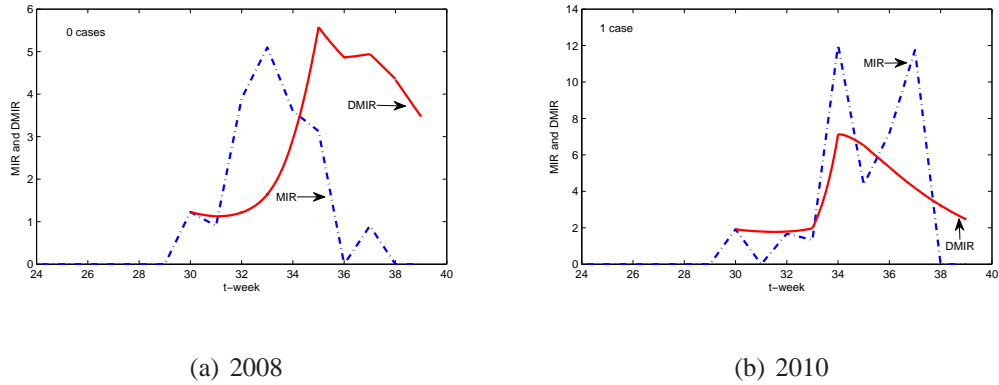 0 cases
MIR and DMIR
6
5
4
3
2
1
0
DMIR
MIR
24 26 28 30 32 34 36 38 40
t−week
(a) 2008
1 case
MIR and DMIR
14
12
10
8
6
4
2
0
MIR
DMIR
24 26 28 30 32 34 36 38 40
t−week
(b) 2010